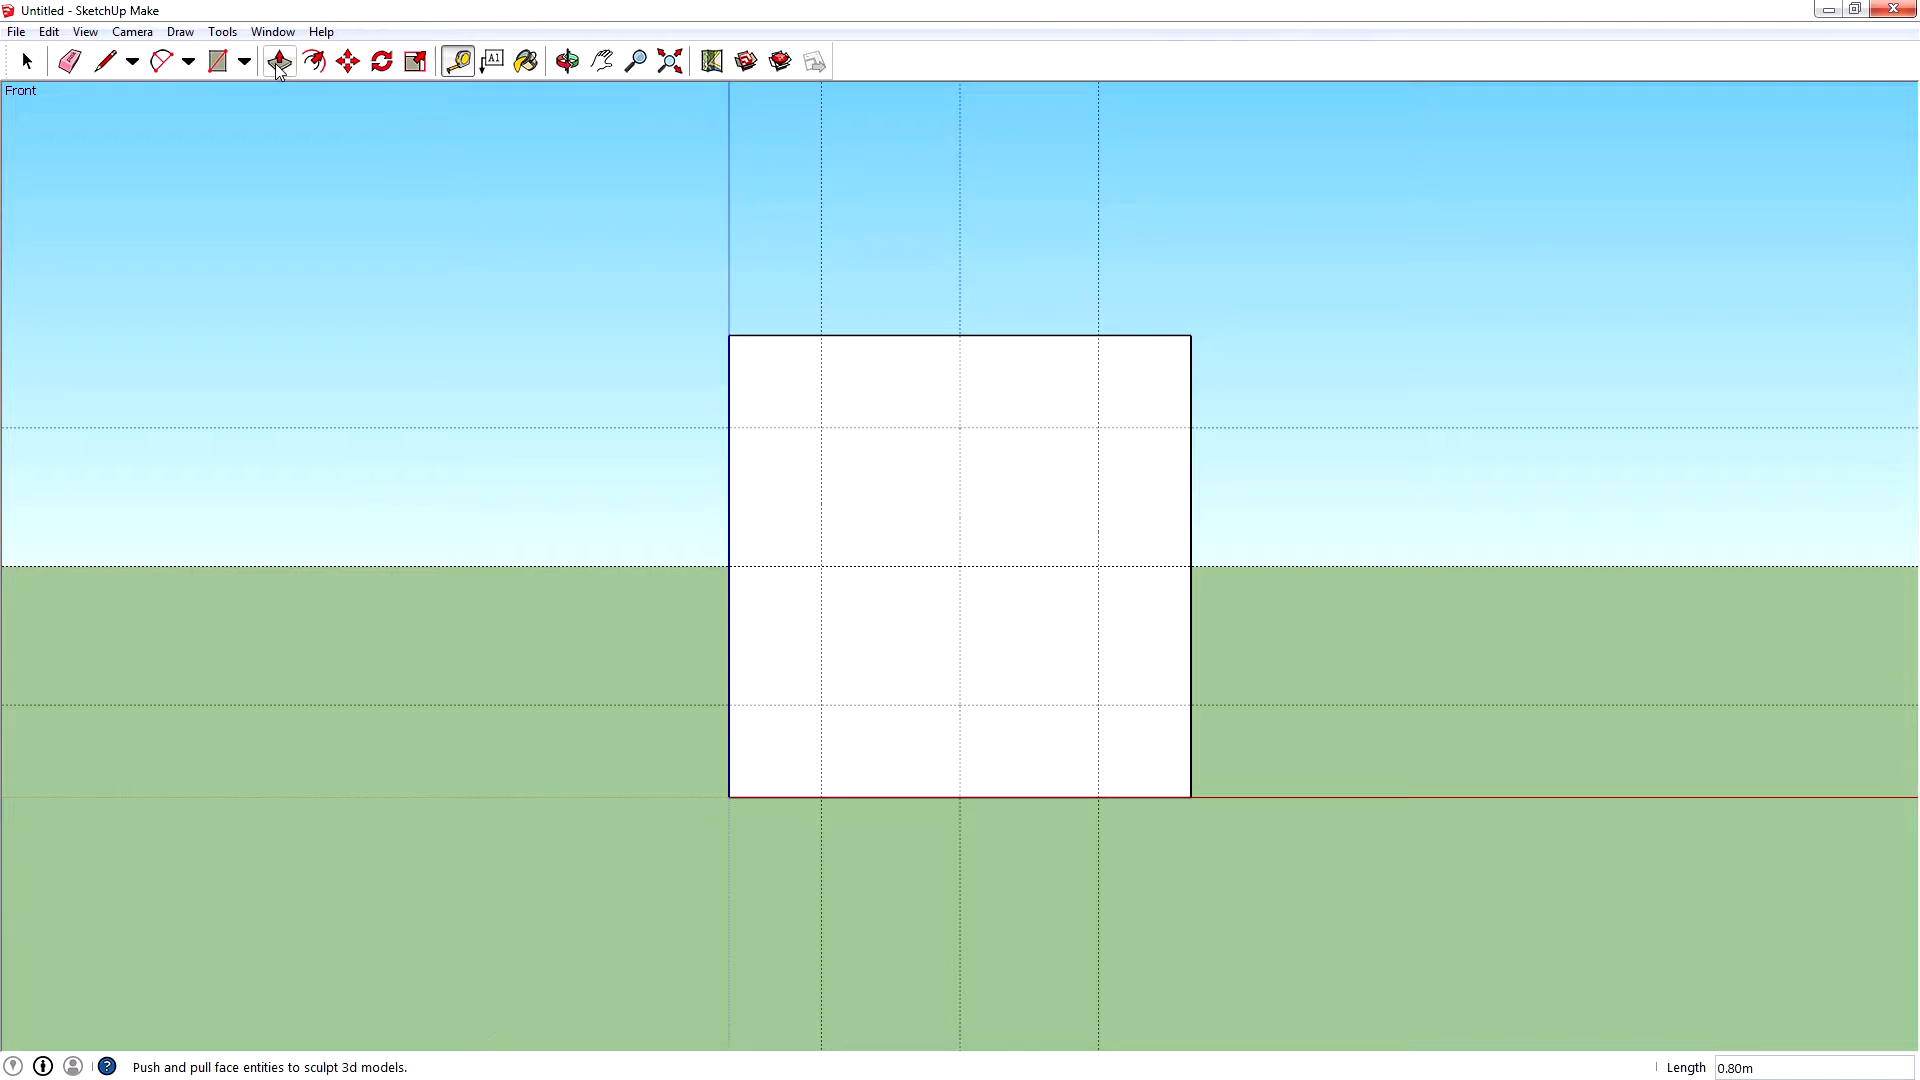 Untitled - SketchUp Make
File Edit View Camera Draw Tools Window Help
A1
Front
Push and pull face entities to sculpt 3d models.
Length 0.80m